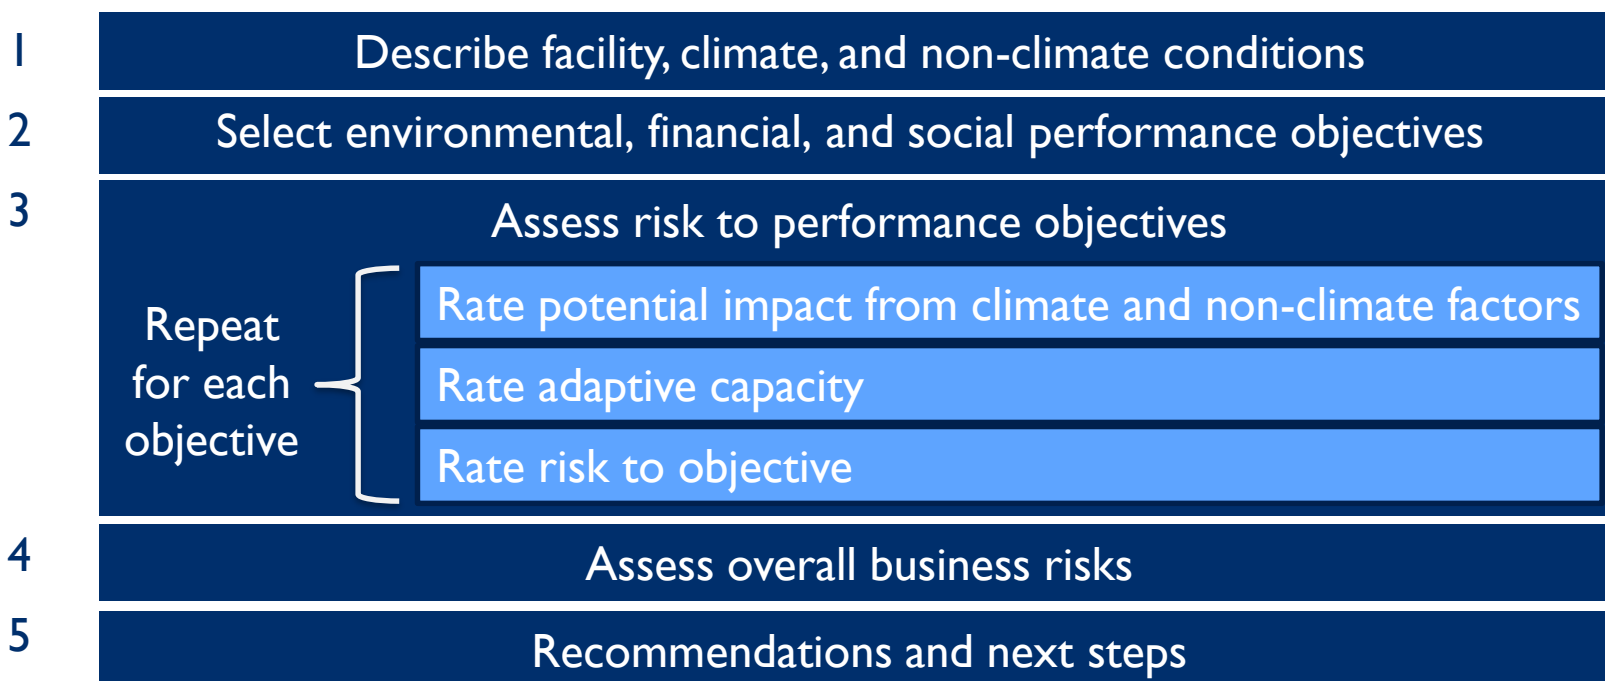 1
Describe facility, climate, and non-climate conditions
2
Select environmental, financial, and social performance objectives
3
Assess risk to performance objectives
Repeat
for each
objective
Rate potential impact from climate and non-climate factors
Rate adaptive capacity
Rate risk to objective
4
Assess overall business risks
5
Recommendations and next steps